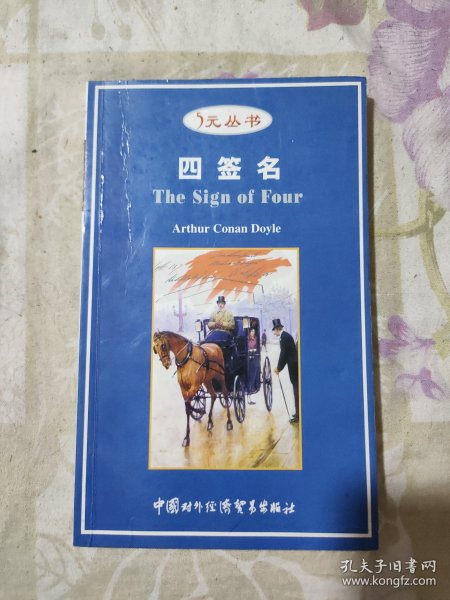 5元丛书
四签名
The Sign of Four
Arthur Conan Doyle
中國对外经济贸易出版社
孔夫子旧书网
www.kongfz.com